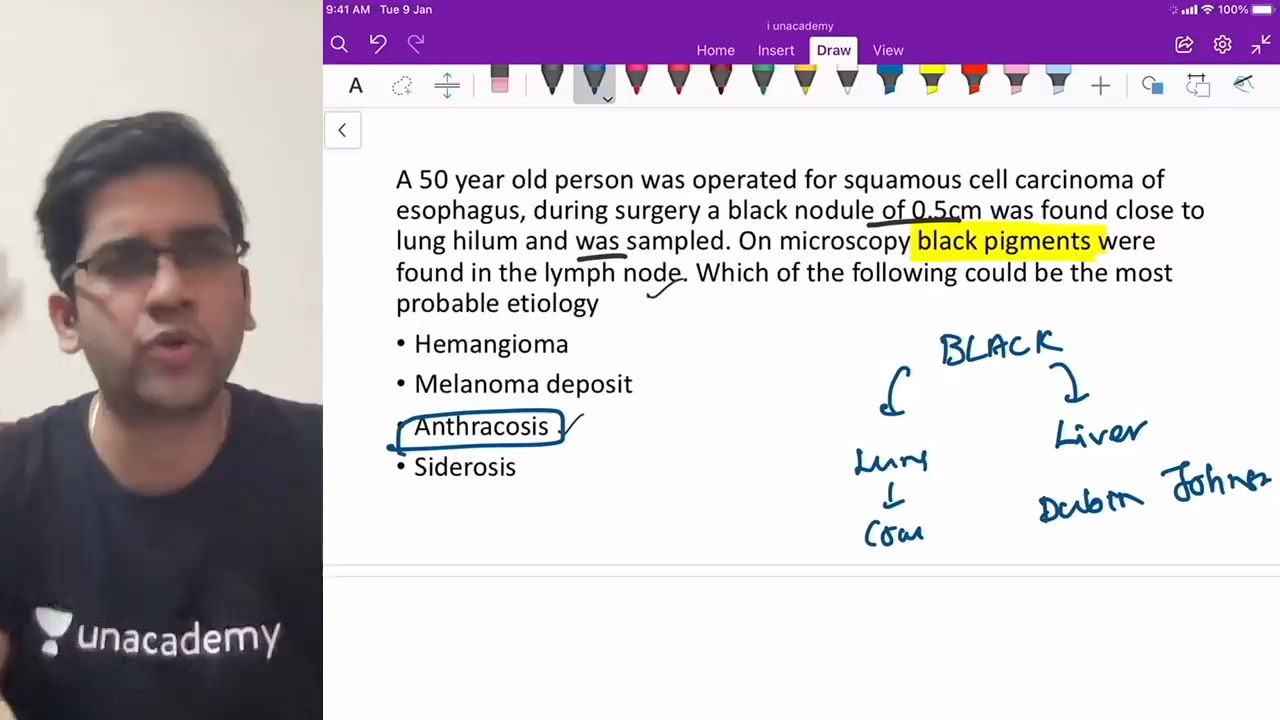 9:41 AM Tue 9 Jan
100%
i unacademy
Home Insert Draw View
A
A 50 year old person was operated for squamous cell carcinoma of
esophagus, during surgery a black nodule of 0.5cm was found close to
lung hilum and was sampled. On microscopy black pigments were
found in the lymph node. Which of the following could be the most
probable etiology
• Hemangioma
• Melanoma deposit
• Anthracosis
• Siderosis
BLACK
Lung
Liver
Coal
Dubin Johnson
unacademy